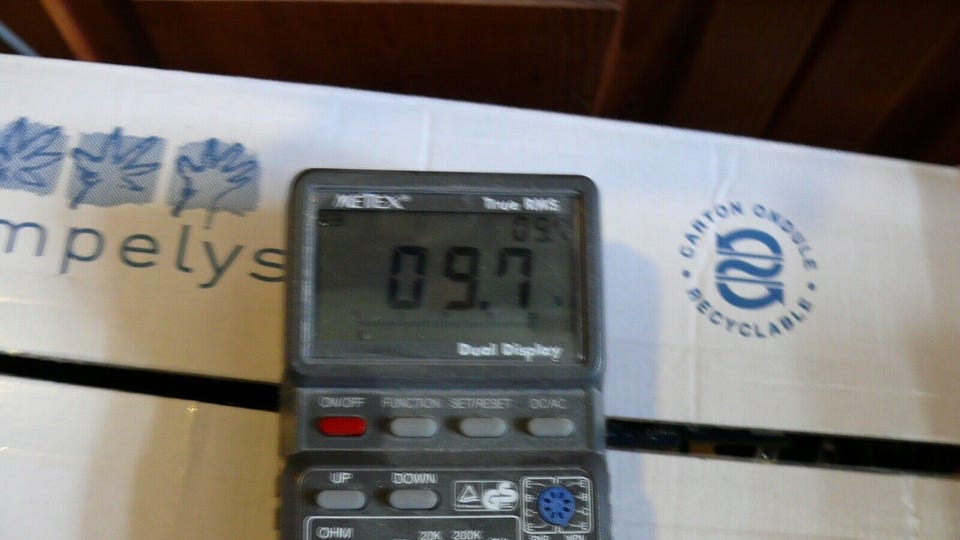 METEX®
True RMS
09.7
Dual Display
ON/OFF FUNCTION SET/RESET DC/AC
UP DOWN
OHM
20K 200K
mpelys
CARTON ONDULE
RECYCLABLE